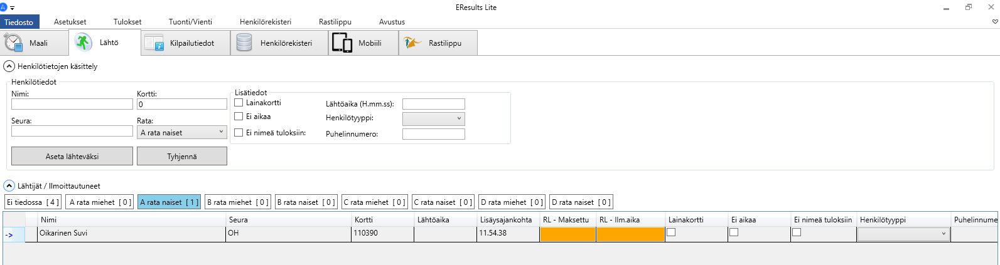 EResults Lite
Tiedosto Asetukset Tulokset Tuonti/Vienti Henkilörekisteri Rastilippu Avustus
Maali Lähtö Kilpailutiedot Henkilörekisteri Mobiili Rastilippu
Henkilötietojen käsittely
Henkilötiedot
Nimi: Kortti: Lisätiedot
0 Lainakortti Lähtöaika (H.mm.ss):
Seura: Rata: Ei aikaa Henkilötyyppi:
A rata naiset Ei nimeä tuloksiin: Puhelinnumero:
Aseta lähteväksi Tyhjennä
Lähtijät / Ilmoittautuneet
Ei tiedossa [ 4 ] A rata miehet [ 0 ] A rata naiset [ 1 ] B rata miehet [ 0 ] B rata naiset [ 0 ] C rata miehet [ 0 ] C rata naiset [ 0 ] D rata miehet [ 0 ] D rata naiset [ 0 ]
Nimi Seura Kortti Lähtöaika Lisäysajankohta RL - Maksettu RL - Ilm.aika Lainakortti Ei aikaa Ei nimeä tuloksiin Henkilötyyppi Puhelinnume
-> Oikarinen Suvi OH 110390 11.54.38